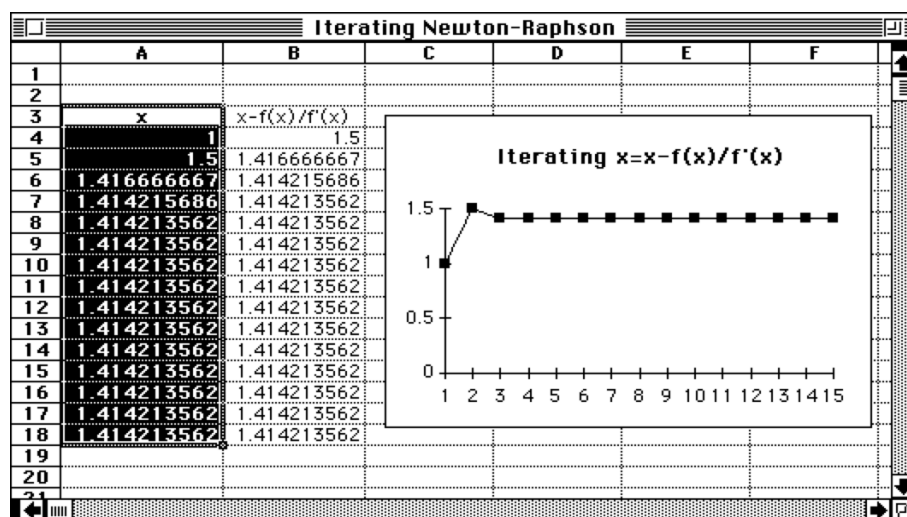 Iterating Newton-Raphson
A B C D E F
1
2
3 x x-f(x)/f'(x)
4 1 1.5
5 1.5 1.416666667
6 1.416666667 1.414215686
7 1.414215686 1.414213562
8 1.414213562 1.414213562
9 1.414213562 1.414213562
10 1.414213562 1.414213562
11 1.414213562 1.414213562
12 1.414213562 1.414213562
13 1.414213562 1.414213562
14 1.414213562 1.414213562
15 1.414213562 1.414213562
16 1.414213562 1.414213562
17 1.414213562 1.414213562
18 1.414213562 1.414213562
19
20
21
Iterating x=x-f(x)/f'(x)
1.5
1
0.5
0
1 2 3 4 5 6 7 8 9 10 11 12 13 14 15